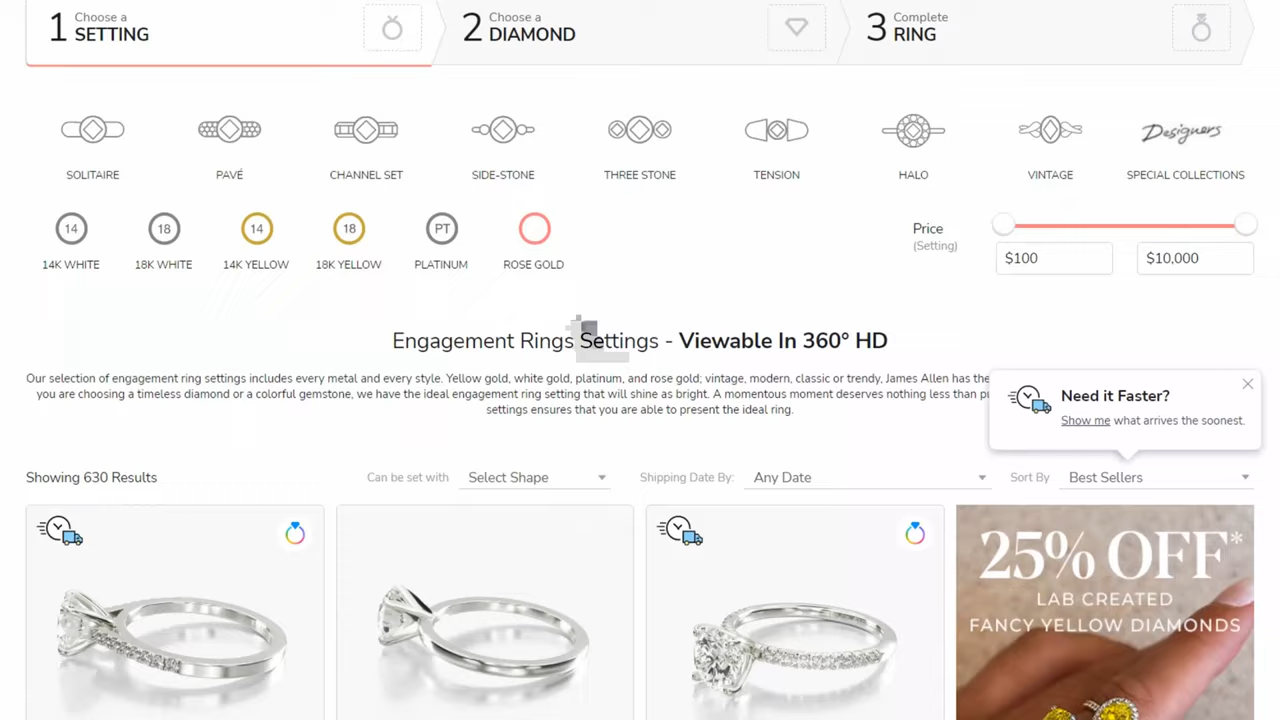 1 Choose a
SETTING
2 Choose a
DIAMOND
3 Complete
RING
SOLITAIRE
PAVÉ
CHANNEL SET
SIDE-STONE
THREE STONE
TENSION
HALO
VINTAGE
Designers
SPECIAL COLLECTIONS
14
18
14
18
PT
14K WHITE
18K WHITE
14K YELLOW
18K YELLOW
PLATINUM
ROSE GOLD
Price
(Setting)
$100
$10,000
Engagement Rings Settings - Viewable In 360° HD
Our selection of engagement ring settings includes every metal and every style. Yellow gold, white gold, platinum, and rose gold; vintage, modern, classic or trendy, James Allen has the
you are choosing a timeless diamond or a colorful gemstone, we have the ideal engagement ring setting that will shine as bright. A momentous moment deserves nothing less than
settings ensures that you are able to present the ideal ring.
Need it Faster?
Show me what arrives the soonest.
Showing 630 Results
Can be set with
Select Shape
Shipping Date By:
Any Date
Sort By
Best Sellers
25% OFF*
LAB CREATED
FANCY YELLOW DIAMONDS